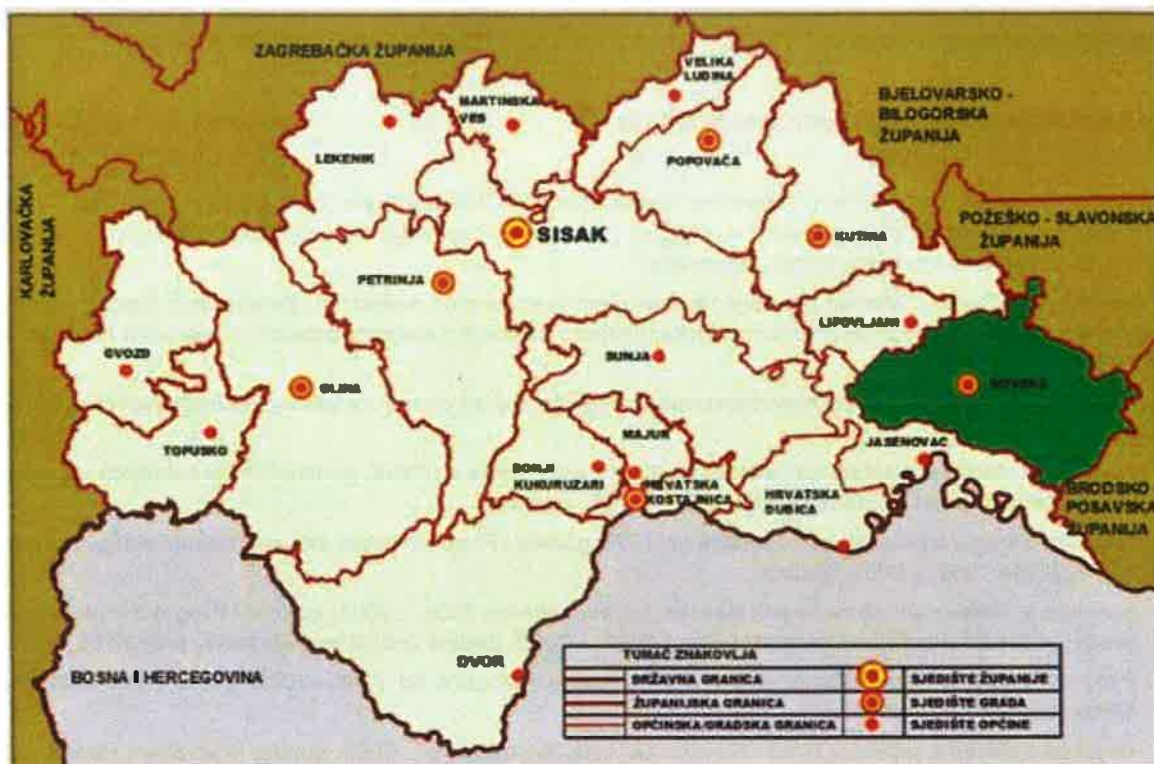 ZAGREBAČKA ŽUPANIJA
VELIKA
LUDINA
MARTINSKA
VES
BJELOVARSKO -
BILOGORSKA
ŽUPANIJA
LEKENIK
POPOVAČA
KARLOVAČKA
ŽUPANIJA
SISAK
KUTINA
POŽEŠKO - SLAVONSKA
ŽUPANIJA
PETRINJA
LIPOVLJANI
GVOZD
SUNJA
GLINA
NOVSKA
TOPUSKO
MAJUR
JASENOVAC
DONJI
KUKURUZARI
HRVATSKA
KOSTAJNICA
HRVATSKA
DUBICA
BRODSKO -
POSAVSKA
ŽUPANIJA
DVOR
BOSNA I HERCEGOVINA
TUMAČ ZNAKOVLJA
DRŽAVNA GRANICA
SJEDIŠTE ŽUPANIJE
ŽUPANIJSKA GRANICA
SJEDIŠTE GRADA
OPĆINSKA/GRADSKA GRANICA
SJEDIŠTE OPĆINE